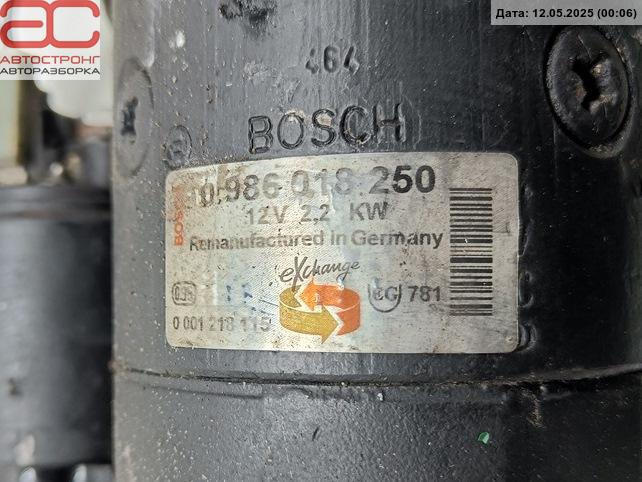 Дата: 12.05.2025 (00:06)
АС
АВТОСТРОНГ
АВТОРАЗБОРКА
464
BOSCH
BOSCH
0 986 018 250
12V 2.2 KW
Remanufactured in Germany
exchange
CG 781
0 001 218 115